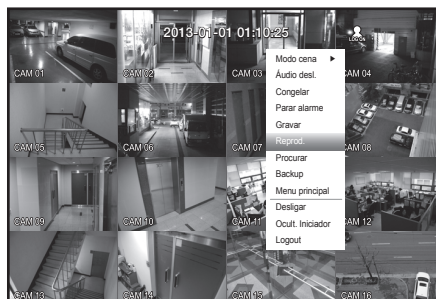 2013-01-01 01:10:25
LOG ON
CAM 01
CAM 02
CAM 03
CAM 04
Modo cena
Áudio desl.
Congelar
Parar alarme
Gravar
Reprod.
Procurar
Backup
Menu principal
Desligar
Ocult. Iniciador
Logout
CAM 05
CAM 06
CAM 07
CAM 08
CAM 09
CAM 10
CAM 11
CAM 12
CAM 13
CAM 14
CAM 15
CAM 16